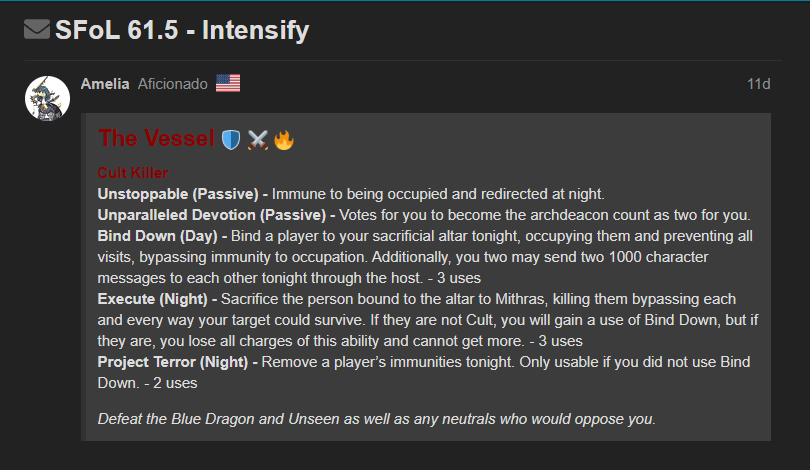 SFoL 61.5 - Intensify
Amelia Aficionado 11d
The Vessel
Cult Killer
Unstoppable (Passive) - Immune to being occupied and redirected at night.
Unparalleled Devotion (Passive) - Votes for you to become the archdeacon count as two for you.
Bind Down (Day) - Bind a player to your sacrificial altar tonight, occupying them and preventing all
visits, bypassing immunity to occupation. Additionally, you two may send two 1000 character
messages to each other tonight through the host. - 3 uses
Execute (Night) - Sacrifice the person bound to the altar to Mithras, killing them bypassing each
and every way your target could survive. If they are not Cult, you will gain a use of Bind Down, but if
they are, you lose all charges of this ability and cannot get more. - 3 uses
Project Terror (Night) - Remove a player's immunities tonight. Only usable if you did not use Bind
Down. - 2 uses
Defeat the Blue Dragon and Unseen as well as any neutrals who would oppose you.